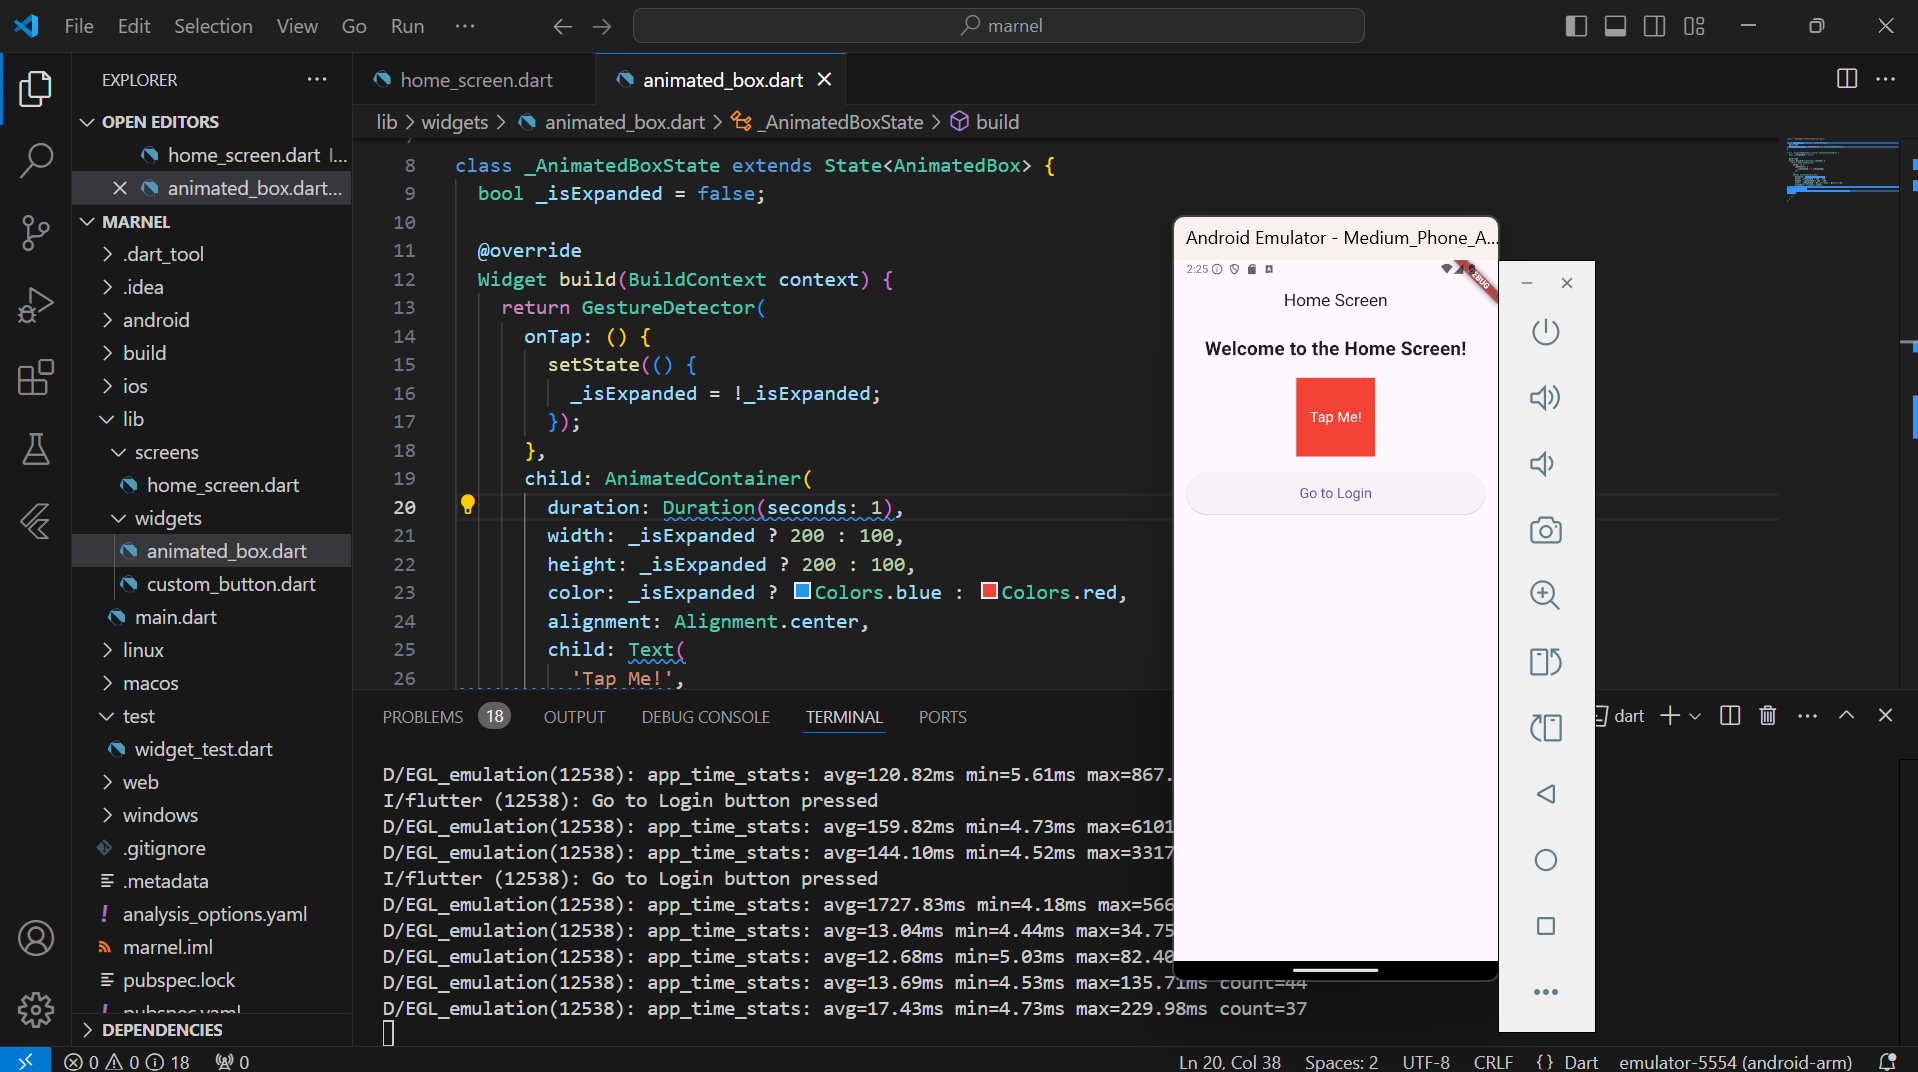 File Edit Selection View Go Run ···
marnel
EXPLORER
OPEN EDITORS
home_screen.dart l...
animated_box.dart...
MARNEL
.dart_tool
.idea
android
build
ios
lib
screens
home_screen.dart
widgets
animated_box.dart
custom_button.dart
main.dart
linux
macos
test
widget_test.dart
web
windows
.gitignore
.metadata
analysis_options.yaml
marnel.iml
pubspec.lock
pubspec.yaml
DEPENDENCIES
home_screen.dart
animated_box.dart
lib > widgets > animated_box.dart > _AnimatedBoxState > build
8 class _AnimatedBoxState extends State<AnimatedBox> {
9 bool _isExpanded = false;
10
11 @override
12 Widget build(BuildContext context) {
13 return GestureDetector(
14 onTap: () {
15 setState(() {
16 _isExpanded = !_isExpanded;
17 });
18 },
19 child: AnimatedContainer(
20 duration: Duration(seconds: 1),
21 width: _isExpanded ? 200 : 100,
22 height: _isExpanded ? 200 : 100,
23 color: _isExpanded ? Colors.blue : Colors.red,
24 alignment: Alignment.center,
25 child: Text(
26 'Tap Me!',
PROBLEMS 18 OUTPUT DEBUG CONSOLE TERMINAL PORTS
dart
D/EGL_emulation(12538): app_time_stats: avg=120.82ms min=5.61ms max=867.
I/flutter (12538): Go to Login button pressed
D/EGL_emulation(12538): app_time_stats: avg=159.82ms min=4.73ms max=6101
D/EGL_emulation(12538): app_time_stats: avg=144.10ms min=4.52ms max=3317
I/flutter (12538): Go to Login button pressed
D/EGL_emulation(12538): app_time_stats: avg=1727.83ms min=4.18ms max=566
D/EGL_emulation(12538): app_time_stats: avg=13.04ms min=4.44ms max=34.75
D/EGL_emulation(12538): app_time_stats: avg=12.68ms min=5.03ms max=82.40
D/EGL_emulation(12538): app_time_stats: avg=13.69ms min=4.53ms max=135.71ms count=44
D/EGL_emulation(12538): app_time_stats: avg=17.43ms min=4.73ms max=229.98ms count=37
Android Emulator - Medium_Phone_A...
2:25
DEBUG
Home Screen
Welcome to the Home Screen!
Tap Me!
Go to Login
0 0 18 0
Ln 20, Col 38 Spaces: 2 UTF-8 CRLF {} Dart emulator-5554 (android-arm)